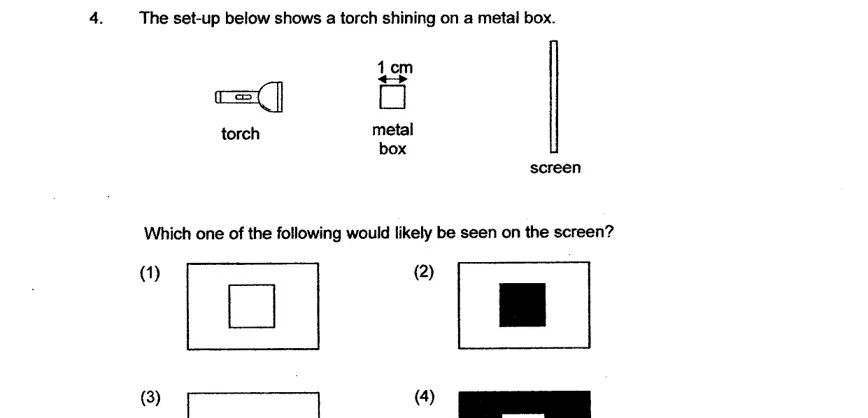 4. The set-up below shows a torch shining on a metal box.
1 cm
torch
metal
box
screen
Which one of the following would likely be seen on the screen?
(1)
(2)
(3)
(4)